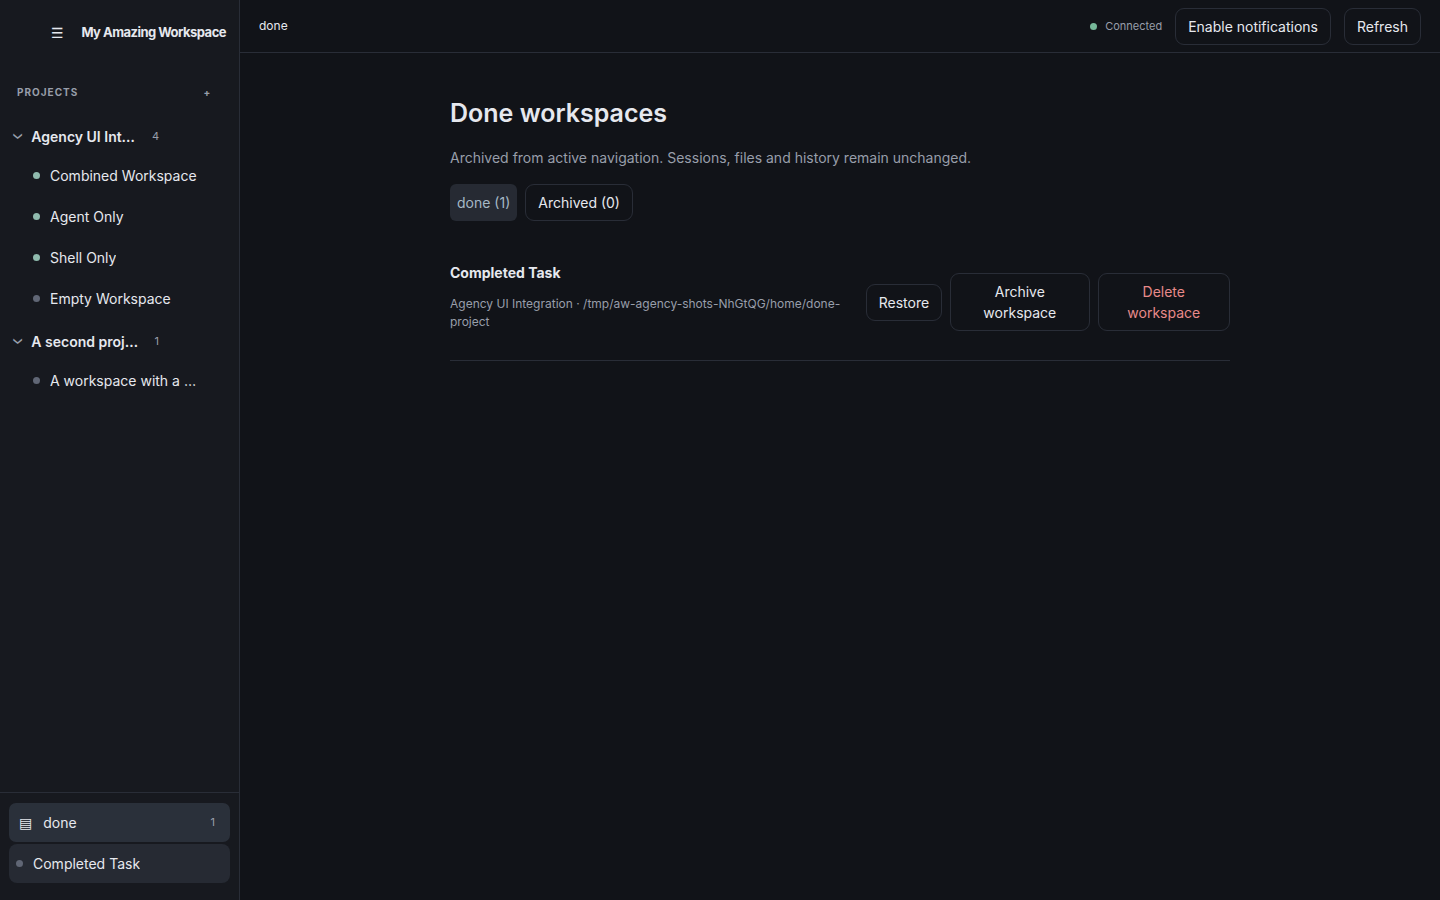 My Amazing Workspace
PROJECTS +
Agency UI Int... 4
Combined Workspace
Agent Only
Shell Only
Empty Workspace
A second proj... 1
A workspace with a ...
done 1
Completed Task
done
Connected
Enable notifications
Refresh
Done workspaces
Archived from active navigation. Sessions, files and history remain unchanged.
done (1)
Archived (0)
Completed Task
Agency UI Integration · /tmp/aw-agency-shots-NhGtQG/home/done-
project
Restore
Archive
workspace
Delete
workspace